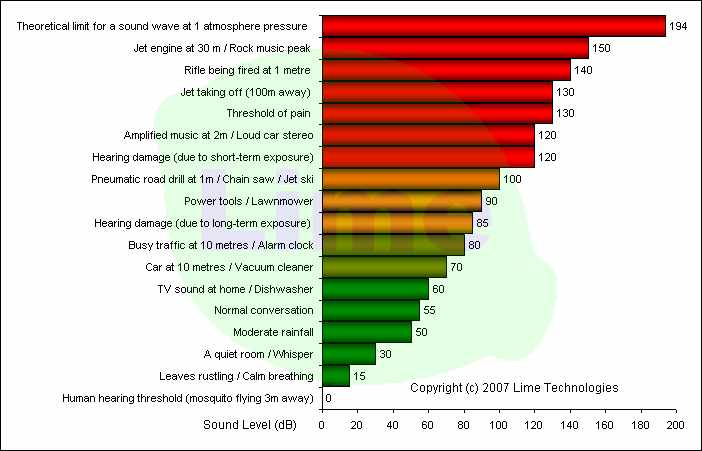 Theoretical limit for a sound wave at 1 atmosphere pressure 194
Jet engine at 30 m / Rock music peak 150
Rifle being fired at 1 metre 140
Jet taking off (100m away) 130
Threshold of pain 130
Amplified music at 2m / Loud car stereo 120
Hearing damage (due to short-term exposure) 120
Pneumatic road drill at 1m / Chain saw / Jet ski 100
Power tools / Lawnmower 90
Hearing damage (due to long-term exposure) 85
Busy traffic at 10 metres / Alarm clock 80
Car at 10 metres / Vacuum cleaner 70
TV sound at home / Dishwasher 60
Normal conversation 55
Moderate rainfall 50
A quiet room / Whisper 30
Leaves rustling / Calm breathing 15
Human hearing threshold (mosquito flying 3m away) 0
Lime
Copyright (c) 2007 Lime Technologies
0 20 40 60 80 100 120 140 160 180 200
Sound Level (dB)